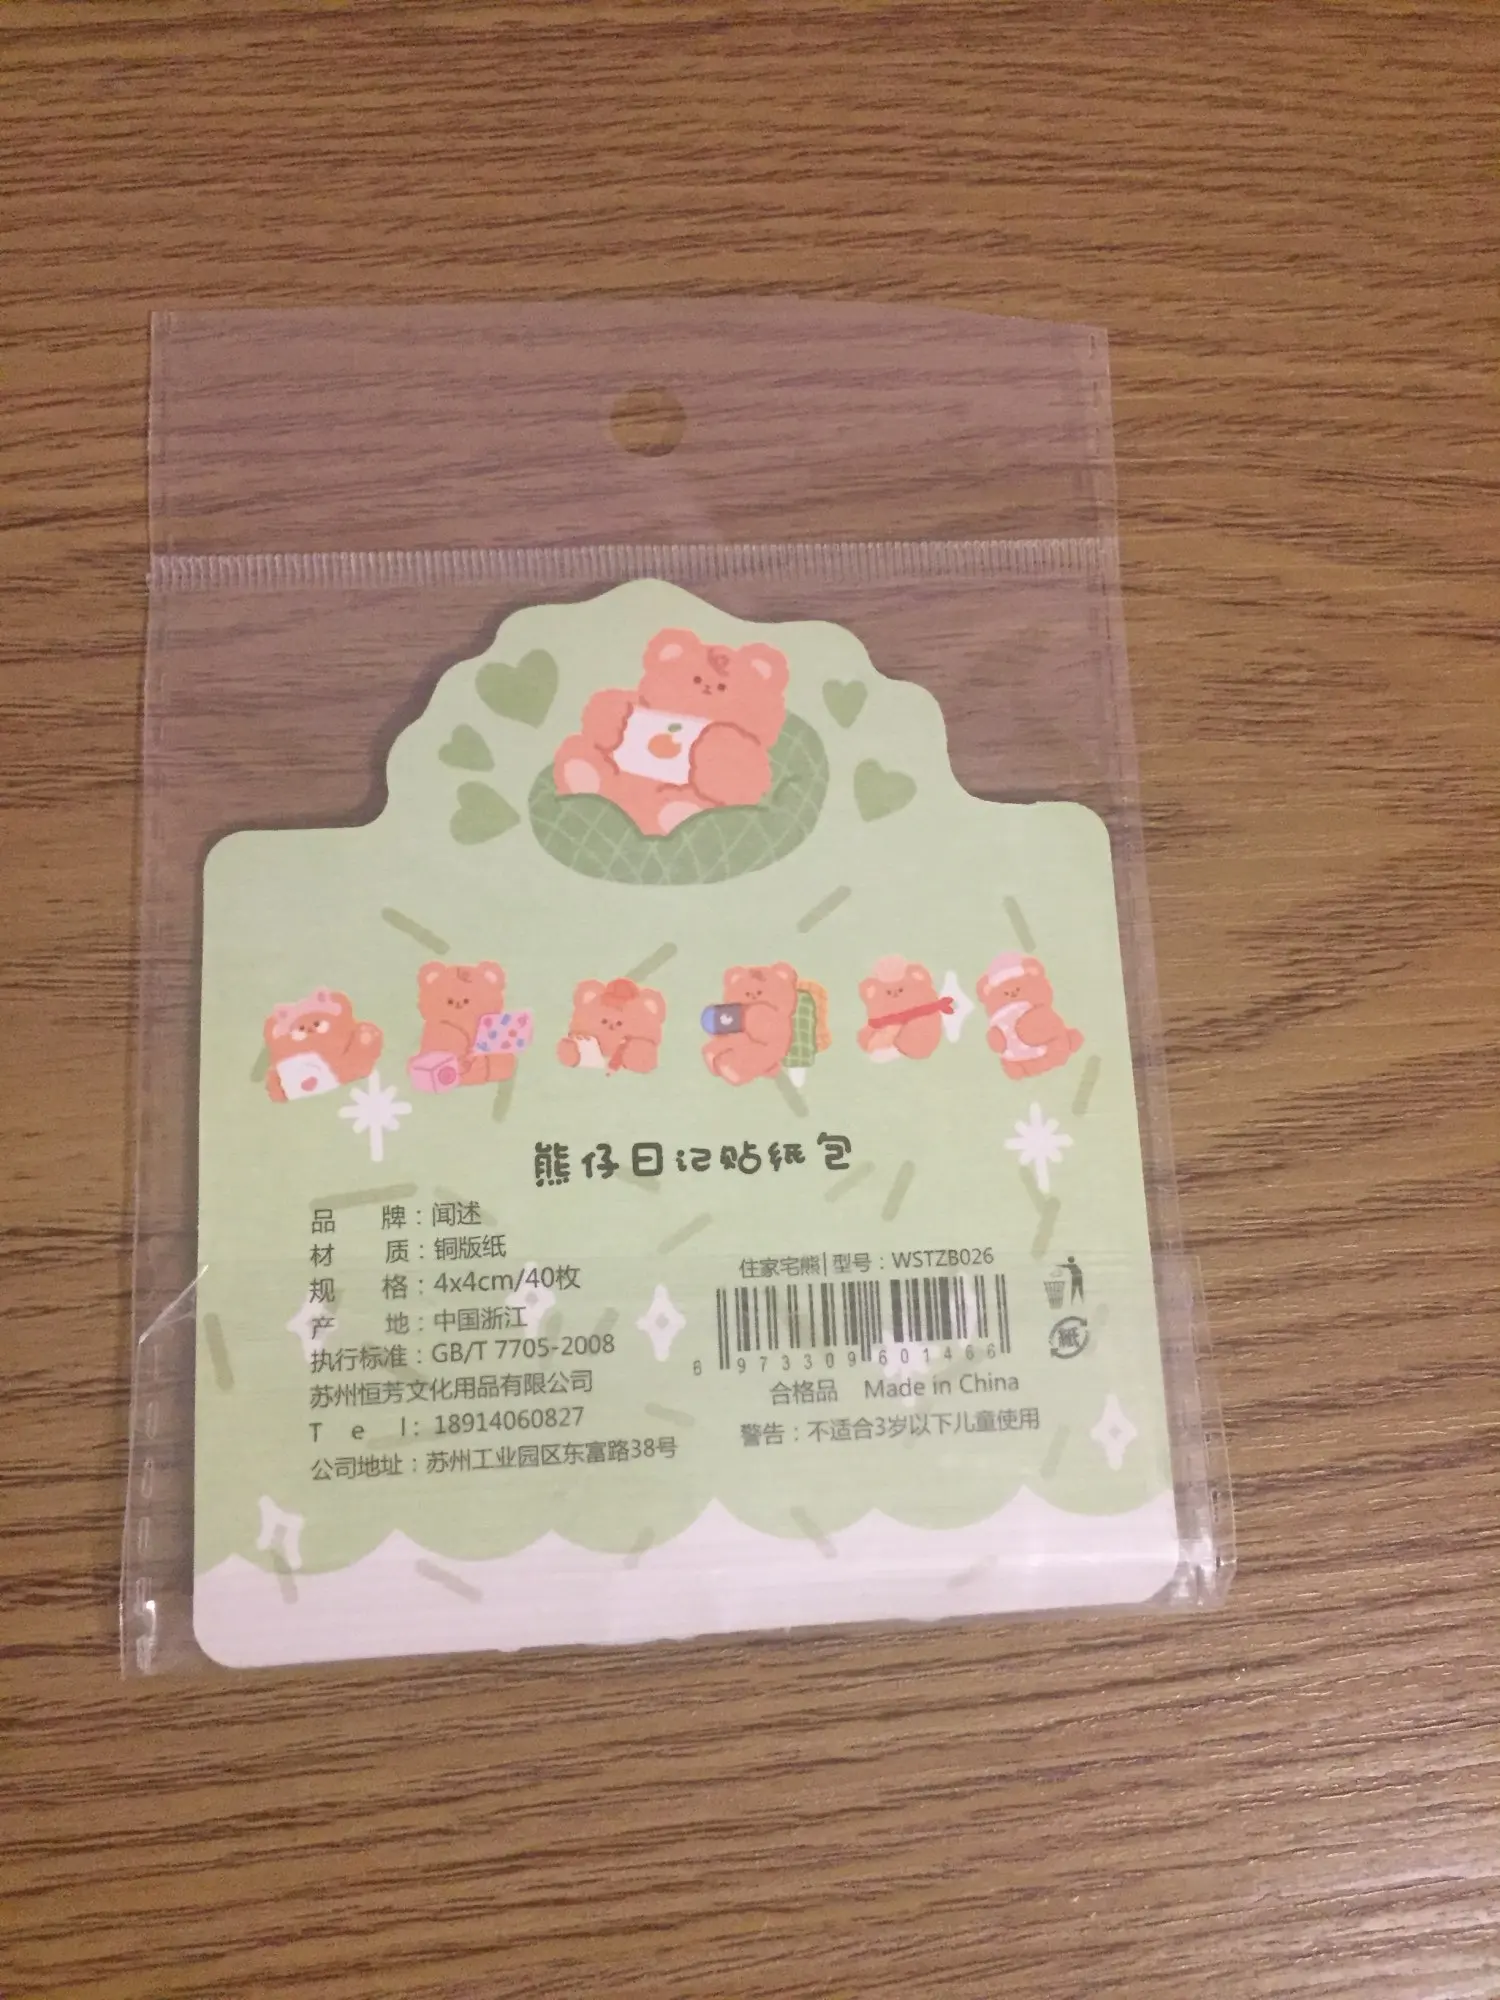 熊仔日记贴纸包
品 牌：闻述
材 质：铜版纸
规 格：4x4cm/40枚
产 地：中国浙江
执行标准：GB/T 7705-2008
苏州恒芳文化用品有限公司
T e l：18914060827
公司地址：苏州工业园区东富路38号
住家宅熊|型号：WSTZB026
6 973309 601466
合格品 Made in China
警告：不适合3岁以下儿童使用
紙